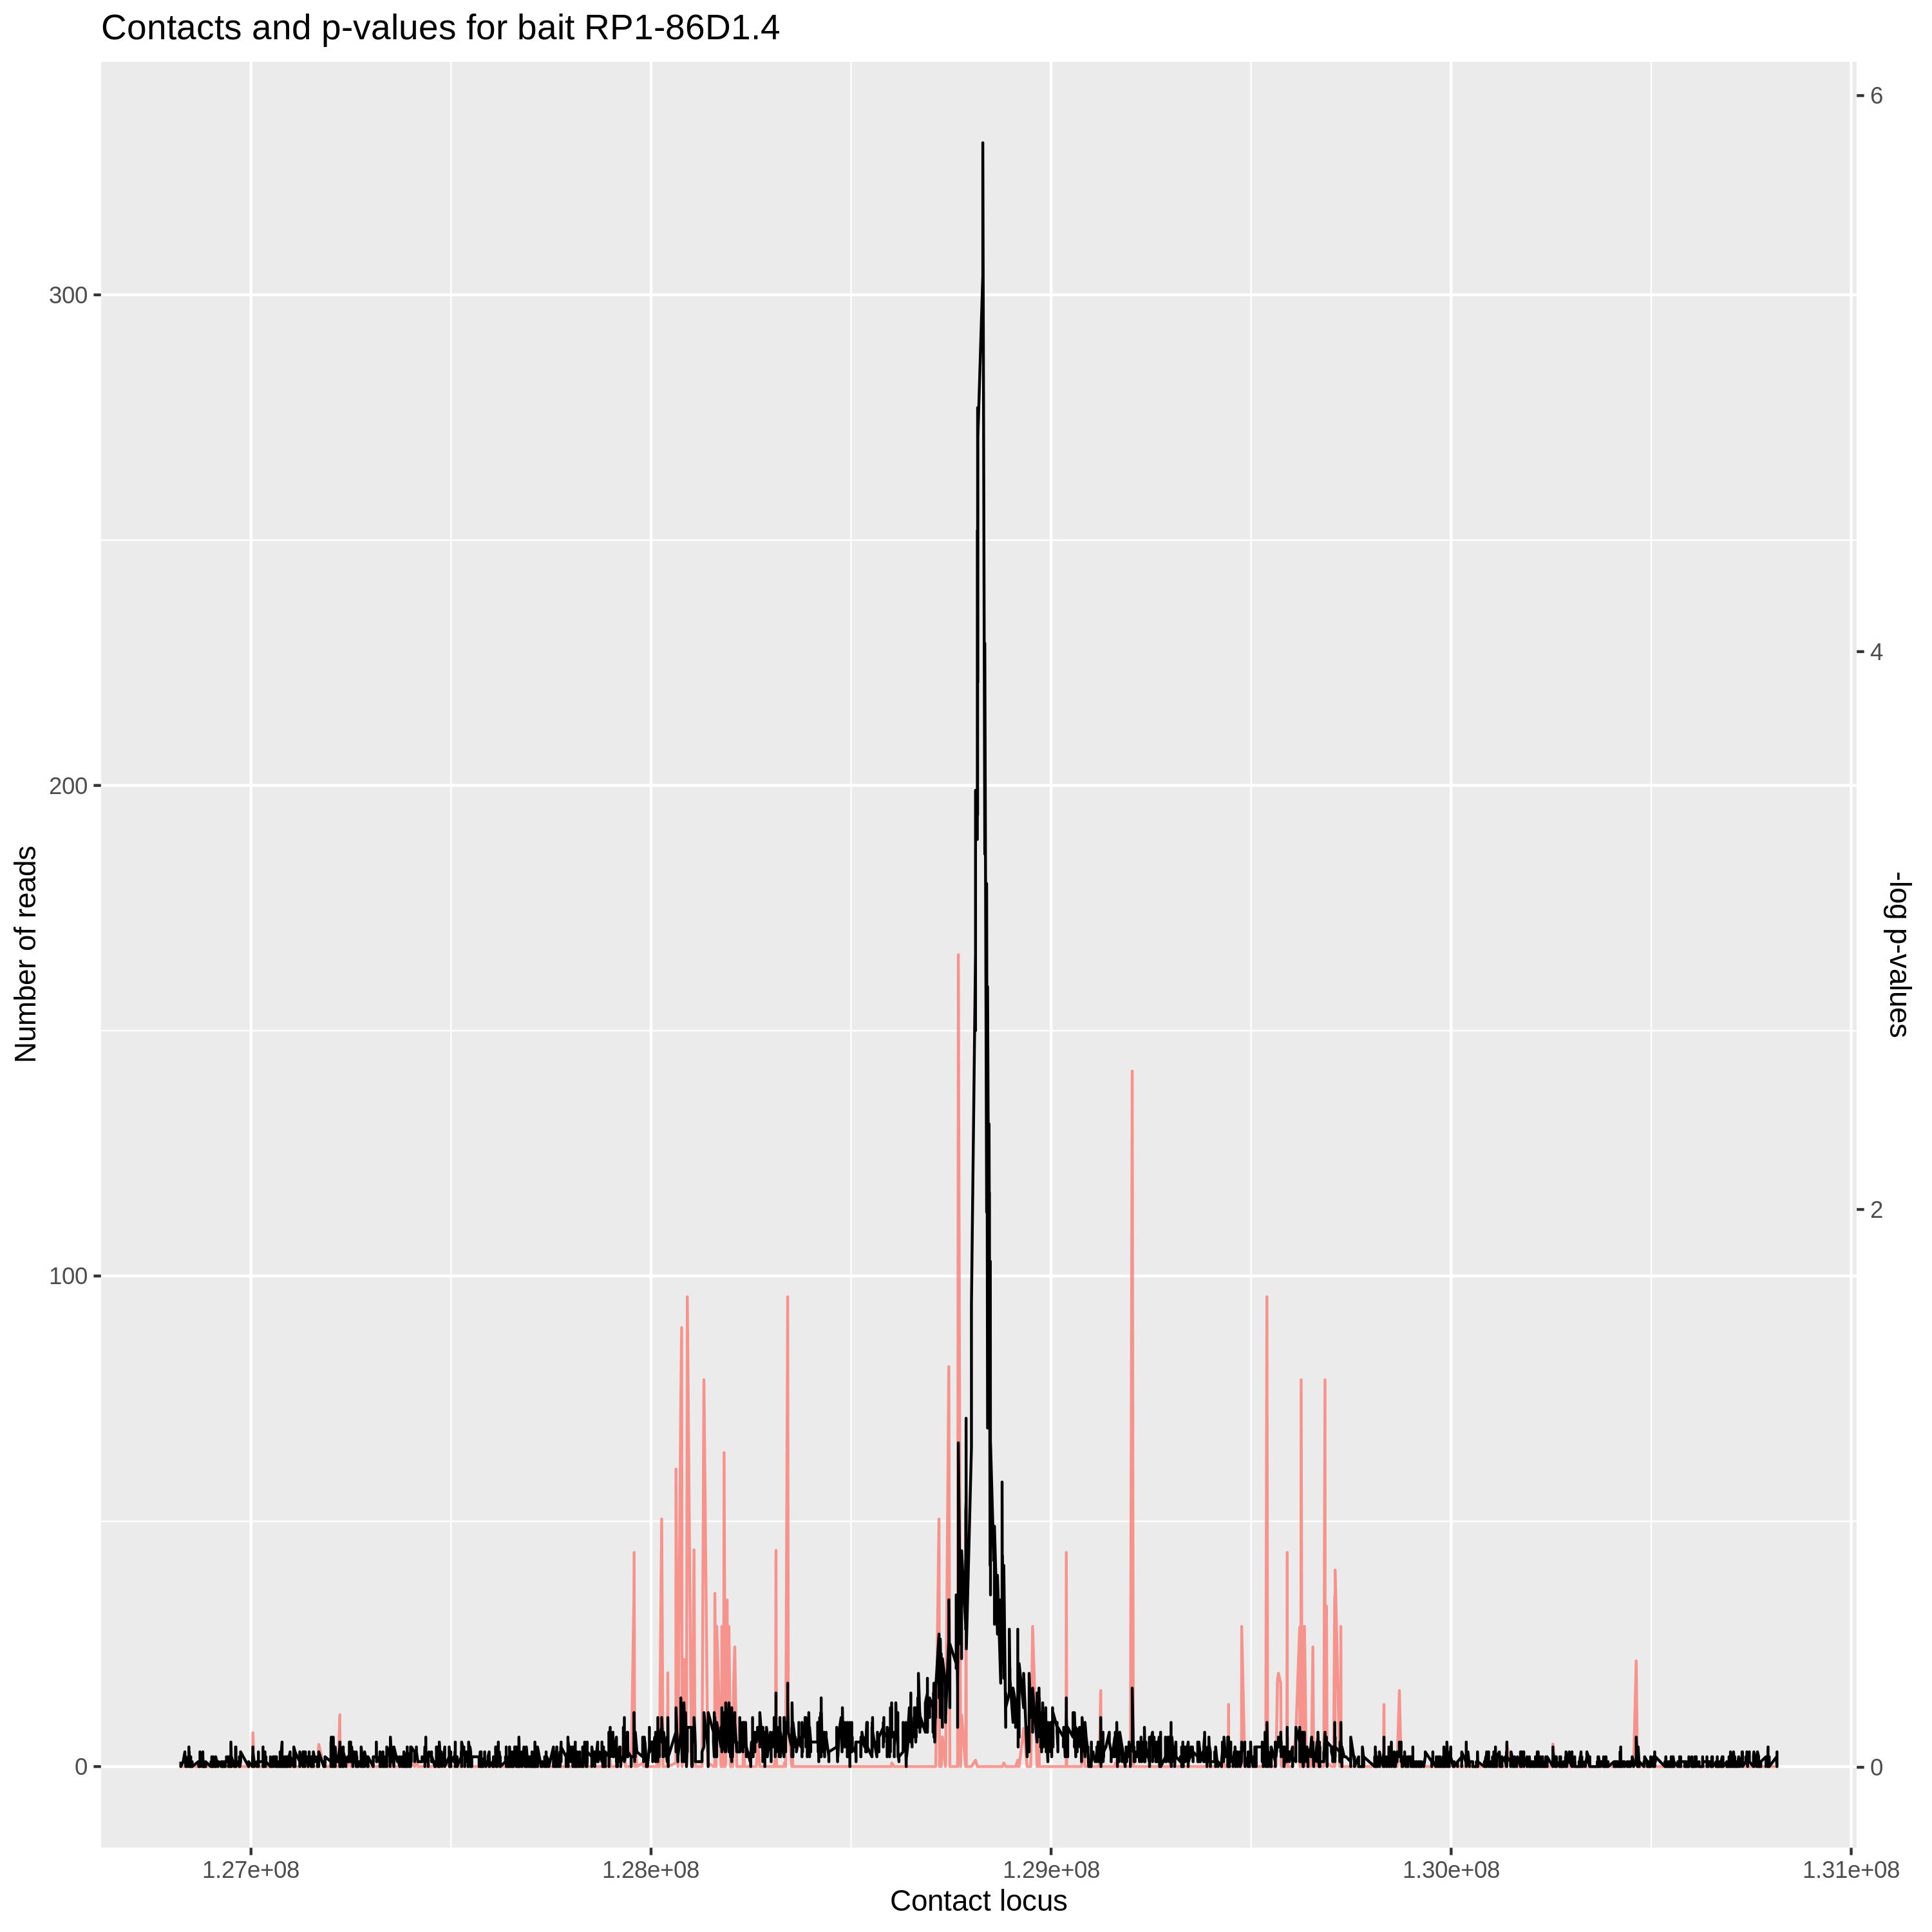 Contacts and p-values for bait RP1-86D1.4
6
300
4
200
Number of reads
-log p-values
2
100
0
0
1.27e+08 1.28e+08 1.29e+08 1.30e+08 1.31e+08
Contact locus